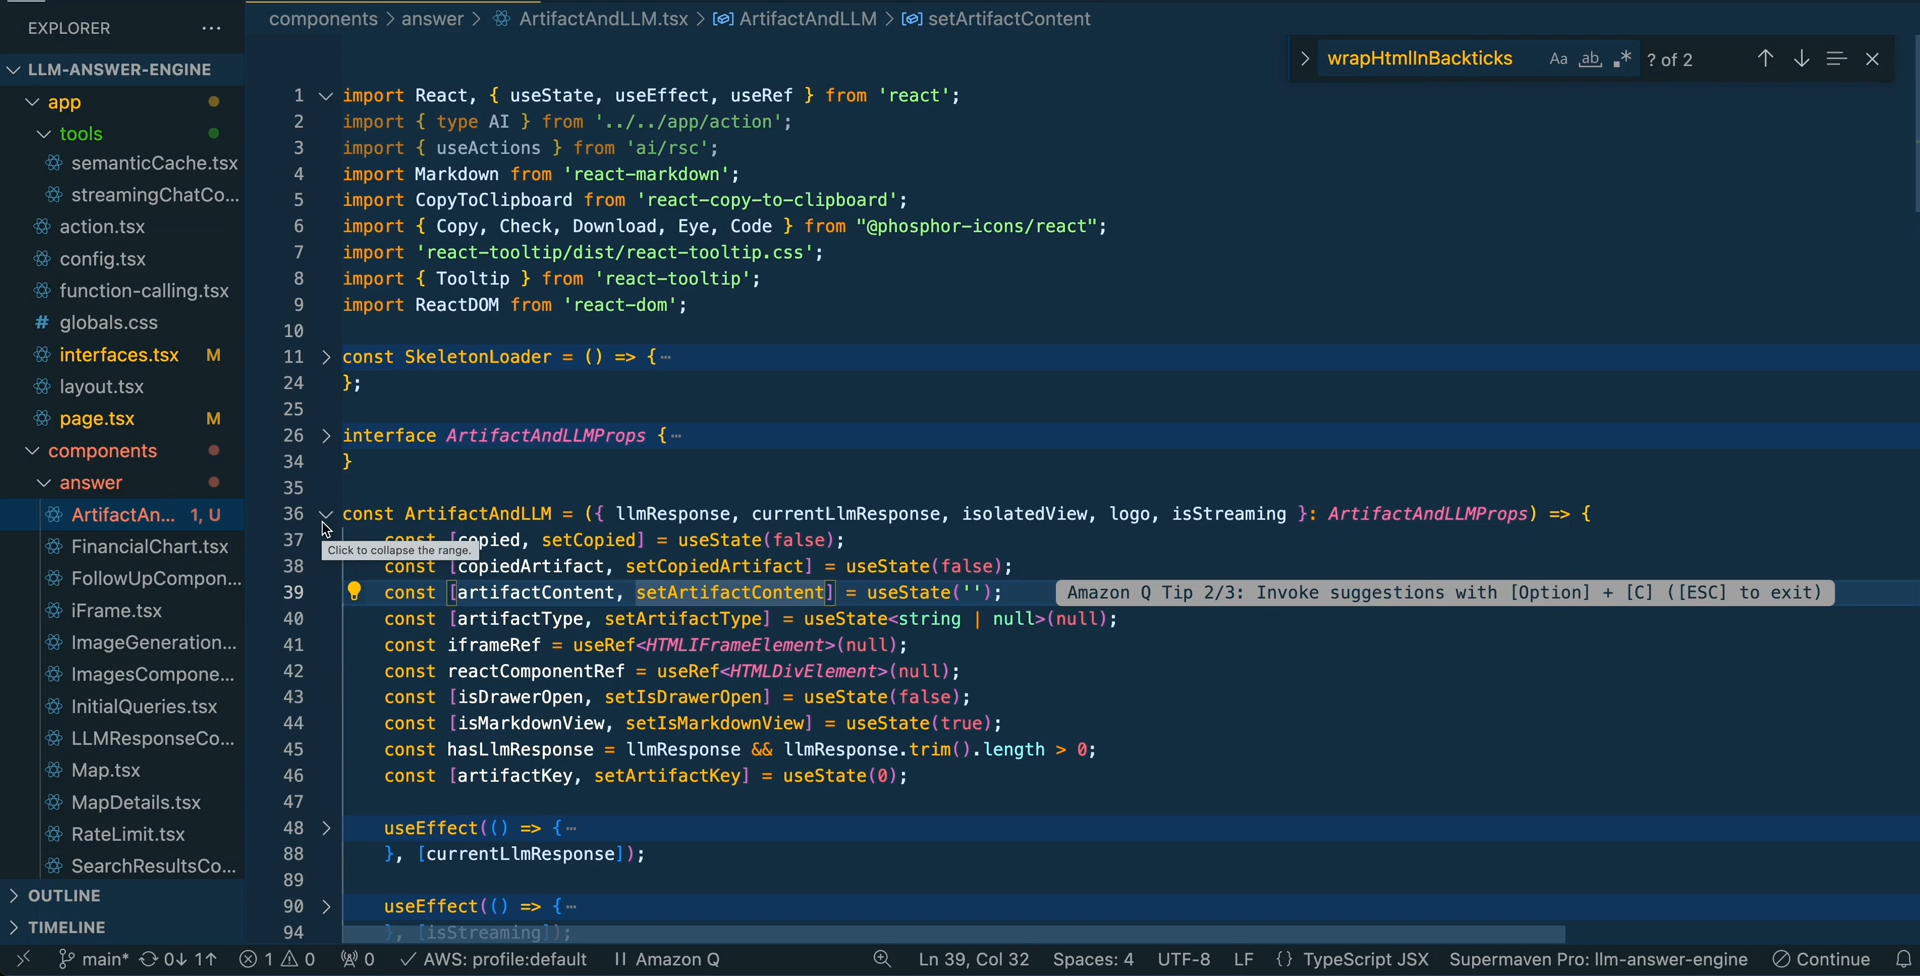 EXPLORER ···
LLM-ANSWER-ENGINE
app
tools
semanticCache.tsx
streamingChatCo...
action.tsx
config.tsx
function-calling.tsx
# globals.css
interfaces.tsx M
layout.tsx
page.tsx M
components
answer
ArtifactAn... 1, U
FinancialChart.tsx
FollowUpCompon...
iFrame.tsx
ImageGeneration...
ImagesCompone...
InitialQueries.tsx
LLMResponseCo...
Map.tsx
MapDetails.tsx
RateLimit.tsx
SearchResultsCo...
OUTLINE
TIMELINE
components > answer > ArtifactAndLLM.tsx > ArtifactAndLLM > setArtifactContent
wrapHtmlInBackticks Aa ab .* ? of 2
1 import React, { useState, useEffect, useRef } from 'react';
2 import { type AI } from '../../app/action';
3 import { useActions } from 'ai/rsc';
4 import Markdown from 'react-markdown';
5 import CopyToClipboard from 'react-copy-to-clipboard';
6 import { Copy, Check, Download, Eye, Code } from "@phosphor-icons/react";
7 import 'react-tooltip/dist/react-tooltip.css';
8 import { Tooltip } from 'react-tooltip';
9 import ReactDOM from 'react-dom';
10
11 const SkeletonLoader = () => {···
24 };
25
26 interface ArtifactAndLLMProps {···
34 }
35
36 const ArtifactAndLLM = ({ llmResponse, currentLlmResponse, isolatedView, logo, isStreaming }: ArtifactAndLLMProps) => {
37 const [copied, setCopied] = useState(false);
Click to collapse the range.
38 const [copiedArtifact, setCopiedArtifact] = useState(false);
39 const [artifactContent, setArtifactContent] = useState(''); Amazon Q Tip 2/3: Invoke suggestions with [Option] + [C] ([ESC] to exit)
40 const [artifactType, setArtifactType] = useState<string | null>(null);
41 const iframeRef = useRef<HTMLIFrameElement>(null);
42 const reactComponentRef = useRef<HTMLDivElement>(null);
43 const [isDrawerOpen, setIsDrawerOpen] = useState(false);
44 const [isMarkdownView, setIsMarkdownView] = useState(true);
45 const hasLlmResponse = llmResponse && llmResponse.trim().length > 0;
46 const [artifactKey, setArtifactKey] = useState(0);
47
48 useEffect(() => {···
88 }, [currentLlmResponse]);
89
90 useEffect(() => {···
94 }, [isStreaming]);
main* 0↓ 1↑ 1 0 0 AWS: profile:default Amazon Q Ln 39, Col 32 Spaces: 4 UTF-8 LF {} TypeScript JSX Supermaven Pro: llm-answer-engine Continue